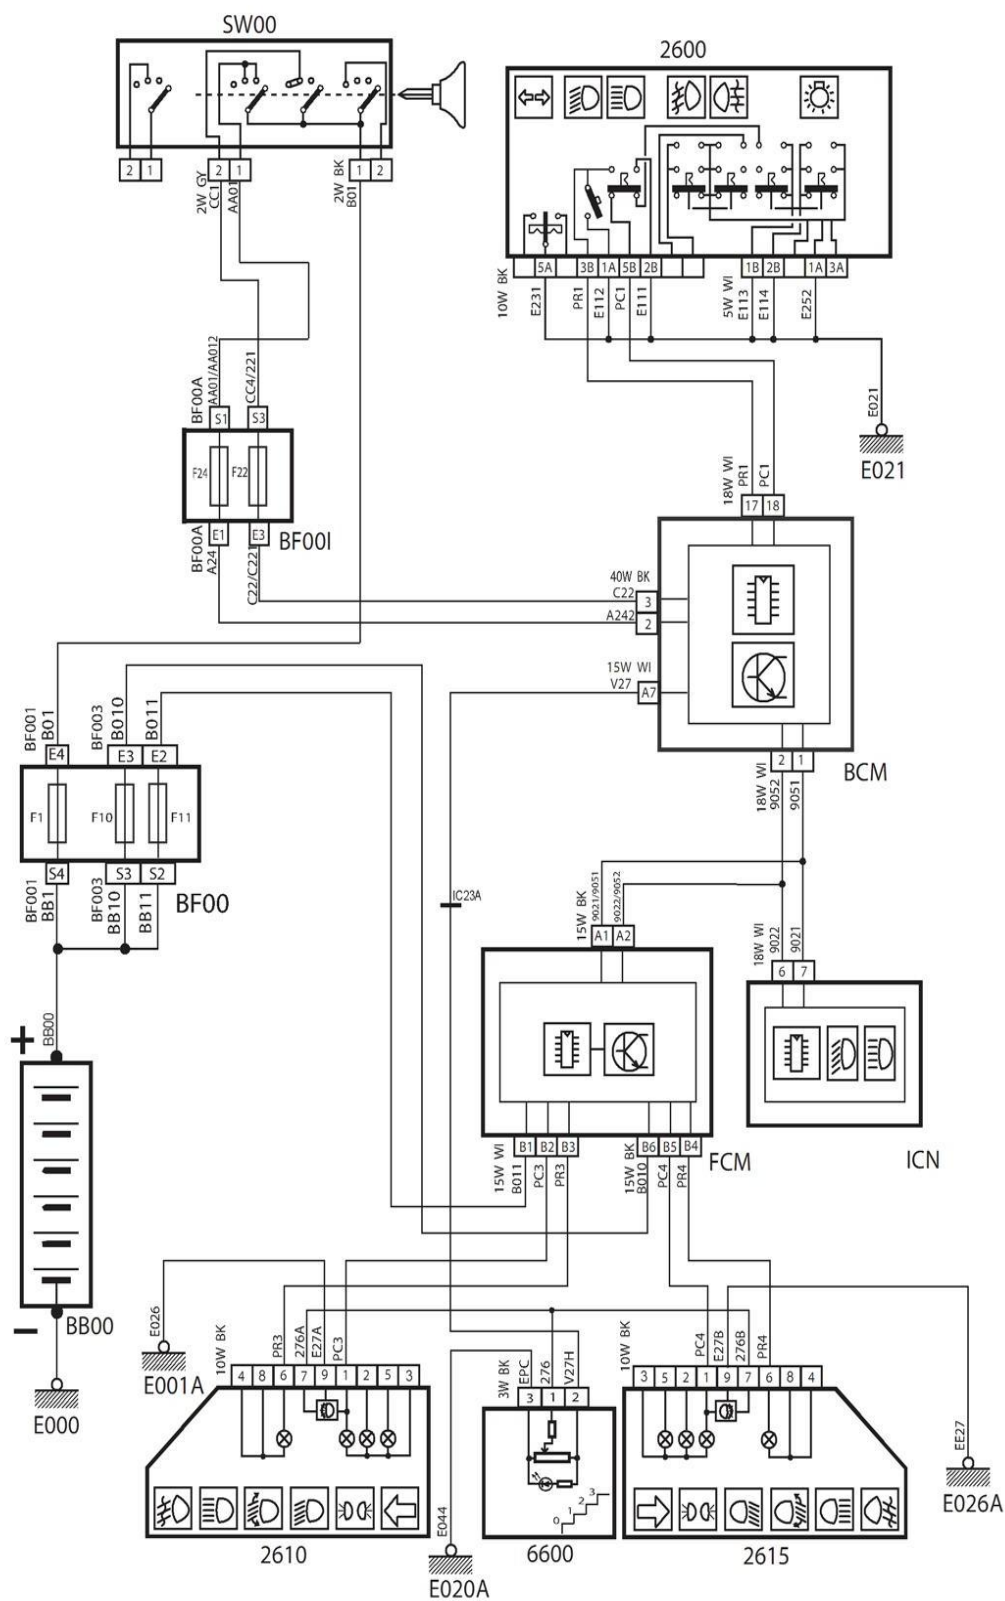 SW00
2600
2 1
2 1
1 2
2W GY
CC1
AA01
2W BK
B01
5A 3B 1A 5B 2B
1B 2B 1A 3A
10W BK
E231
PR1
E112
PC1
E111
5W WI
E113
E114
E252
E021
E021
BF00A
AA01/AA012
CC4/221
S1 S3
F24 F22
E1 E3
BF00I
BF00A
A24
C22/C221
18W WI
PR1
PC1
17 18
40W BK
C22
3
A242
2
15W WI
V27
A7
2 1
BCM
18W WI
9052
9051
BF001
B01
BF003
B010
B011
E4 E3 E2
F1 F10 F11
S4 S3 S2
BF00
BF001
BB1
BF003
BB10
BB11
IC23A
15W BK
9021/9051
9022/9052
A1 A2
18W WI
9022
9021
6 7
+
BB00
B1 B2 B3
B6 B5 B4
FCM
ICN
15W WI
B011
PC3
PR3
15W BK
B010
PC4
PR4
-
BB00
E000
E026
E001A
10W BK
PR3
276A
E27A
PC3
4 8 6 7 9 1 2 5 3
3W BK
EPC
276
V27H
3 1 2
10W BK
PC4
E27B
276B
PR4
3 5 2 1 9 7 6 8 4
0 1 2 3
EE27
E026A
2610
E044
E020A
6600
2615